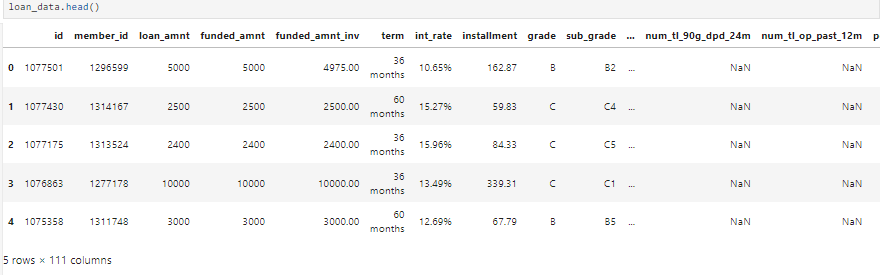 loan_data.head()
id member_id loan_amnt funded_amnt funded_amnt_inv term int_rate installment grade sub_grade ... num_tl_90g_dpd_24m num_tl_op_past_12m p
0 1077501 1296599 5000 5000 4975.00 36 months 10.65% 162.87 B B2 ... NaN NaN
1 1077430 1314167 2500 2500 2500.00 60 months 15.27% 59.83 C C4 ... NaN NaN
2 1077175 1313524 2400 2400 2400.00 36 months 15.96% 84.33 C C5 ... NaN NaN
3 1076863 1277178 10000 10000 10000.00 36 months 13.49% 339.31 C C1 ... NaN NaN
4 1075358 1311748 3000 3000 3000.00 60 months 12.69% 67.79 B B5 ... NaN NaN
5 rows × 111 columns